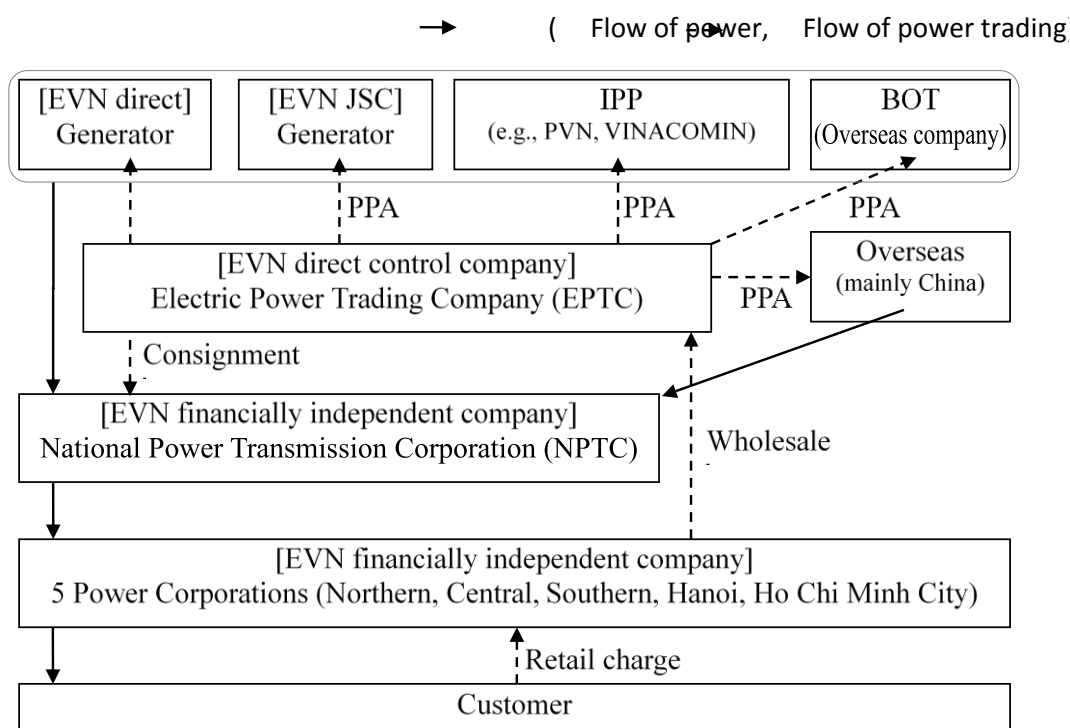 ( Flow of power, Flow of power trading)
[EVN direct]
Generator
[EVN JSC]
Generator
IPP
(e.g., PVN, VINACOMIN)
BOT
(Overseas company)
PPA
PPA
PPA
[EVN direct control company]
Electric Power Trading Company (EPTC)
PPA
Overseas
(mainly China)
Consignment
[EVN financially independent company]
National Power Transmission Corporation (NPTC)
Wholesale
[EVN financially independent company]
5 Power Corporations (Northern, Central, Southern, Hanoi, Ho Chi Minh City)
Retail charge
Customer